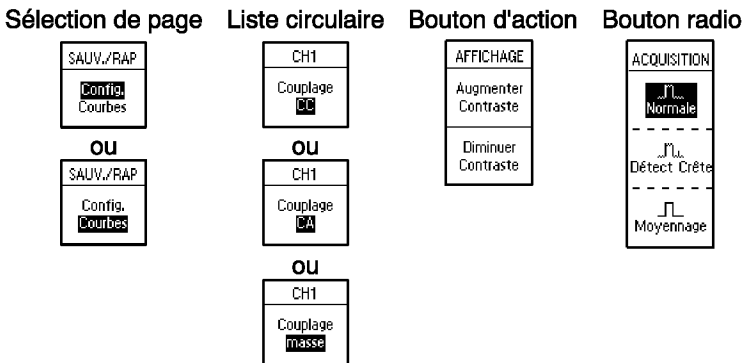 Sélection de page
SAUV./RAP
Config.
Courbes
ou
SAUV./RAP
Config.
Courbes
Liste circulaire
CH1
Couplage
CC
ou
CH1
Couplage
CA
ou
CH1
Couplage
masse
Bouton d'action
AFFICHAGE
Augmenter
Contraste
Diminuer
Contraste
Bouton radio
ACQUISITION
Normale
Détect Crête
Moyennage